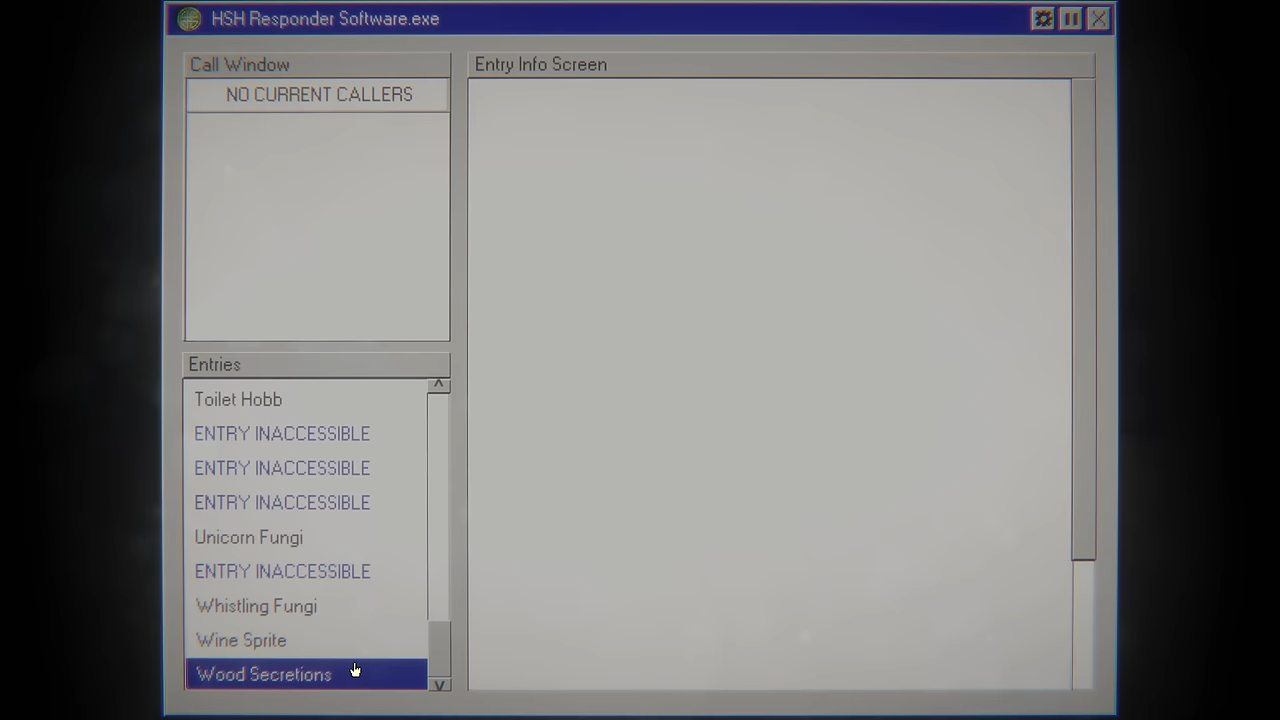 HSH Responder Software.exe
Call Window
NO CURRENT CALLERS
Entry Info Screen
Entries
Toilet Hobb
ENTRY INACCESSIBLE
ENTRY INACCESSIBLE
ENTRY INACCESSIBLE
Unicorn Fungi
ENTRY INACCESSIBLE
Whistling Fungi
Wine Sprite
Wood Secretions